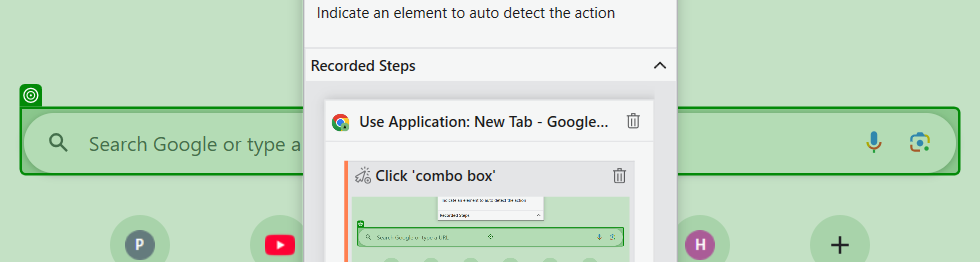 Indicate an element to auto detect the action
Recorded Steps
Use Application: New Tab - Google...
Search Google or type a
Click 'combo box'
Indicate an element to auto detect the action
Recorded Steps
Search Google or type a URL
P
H